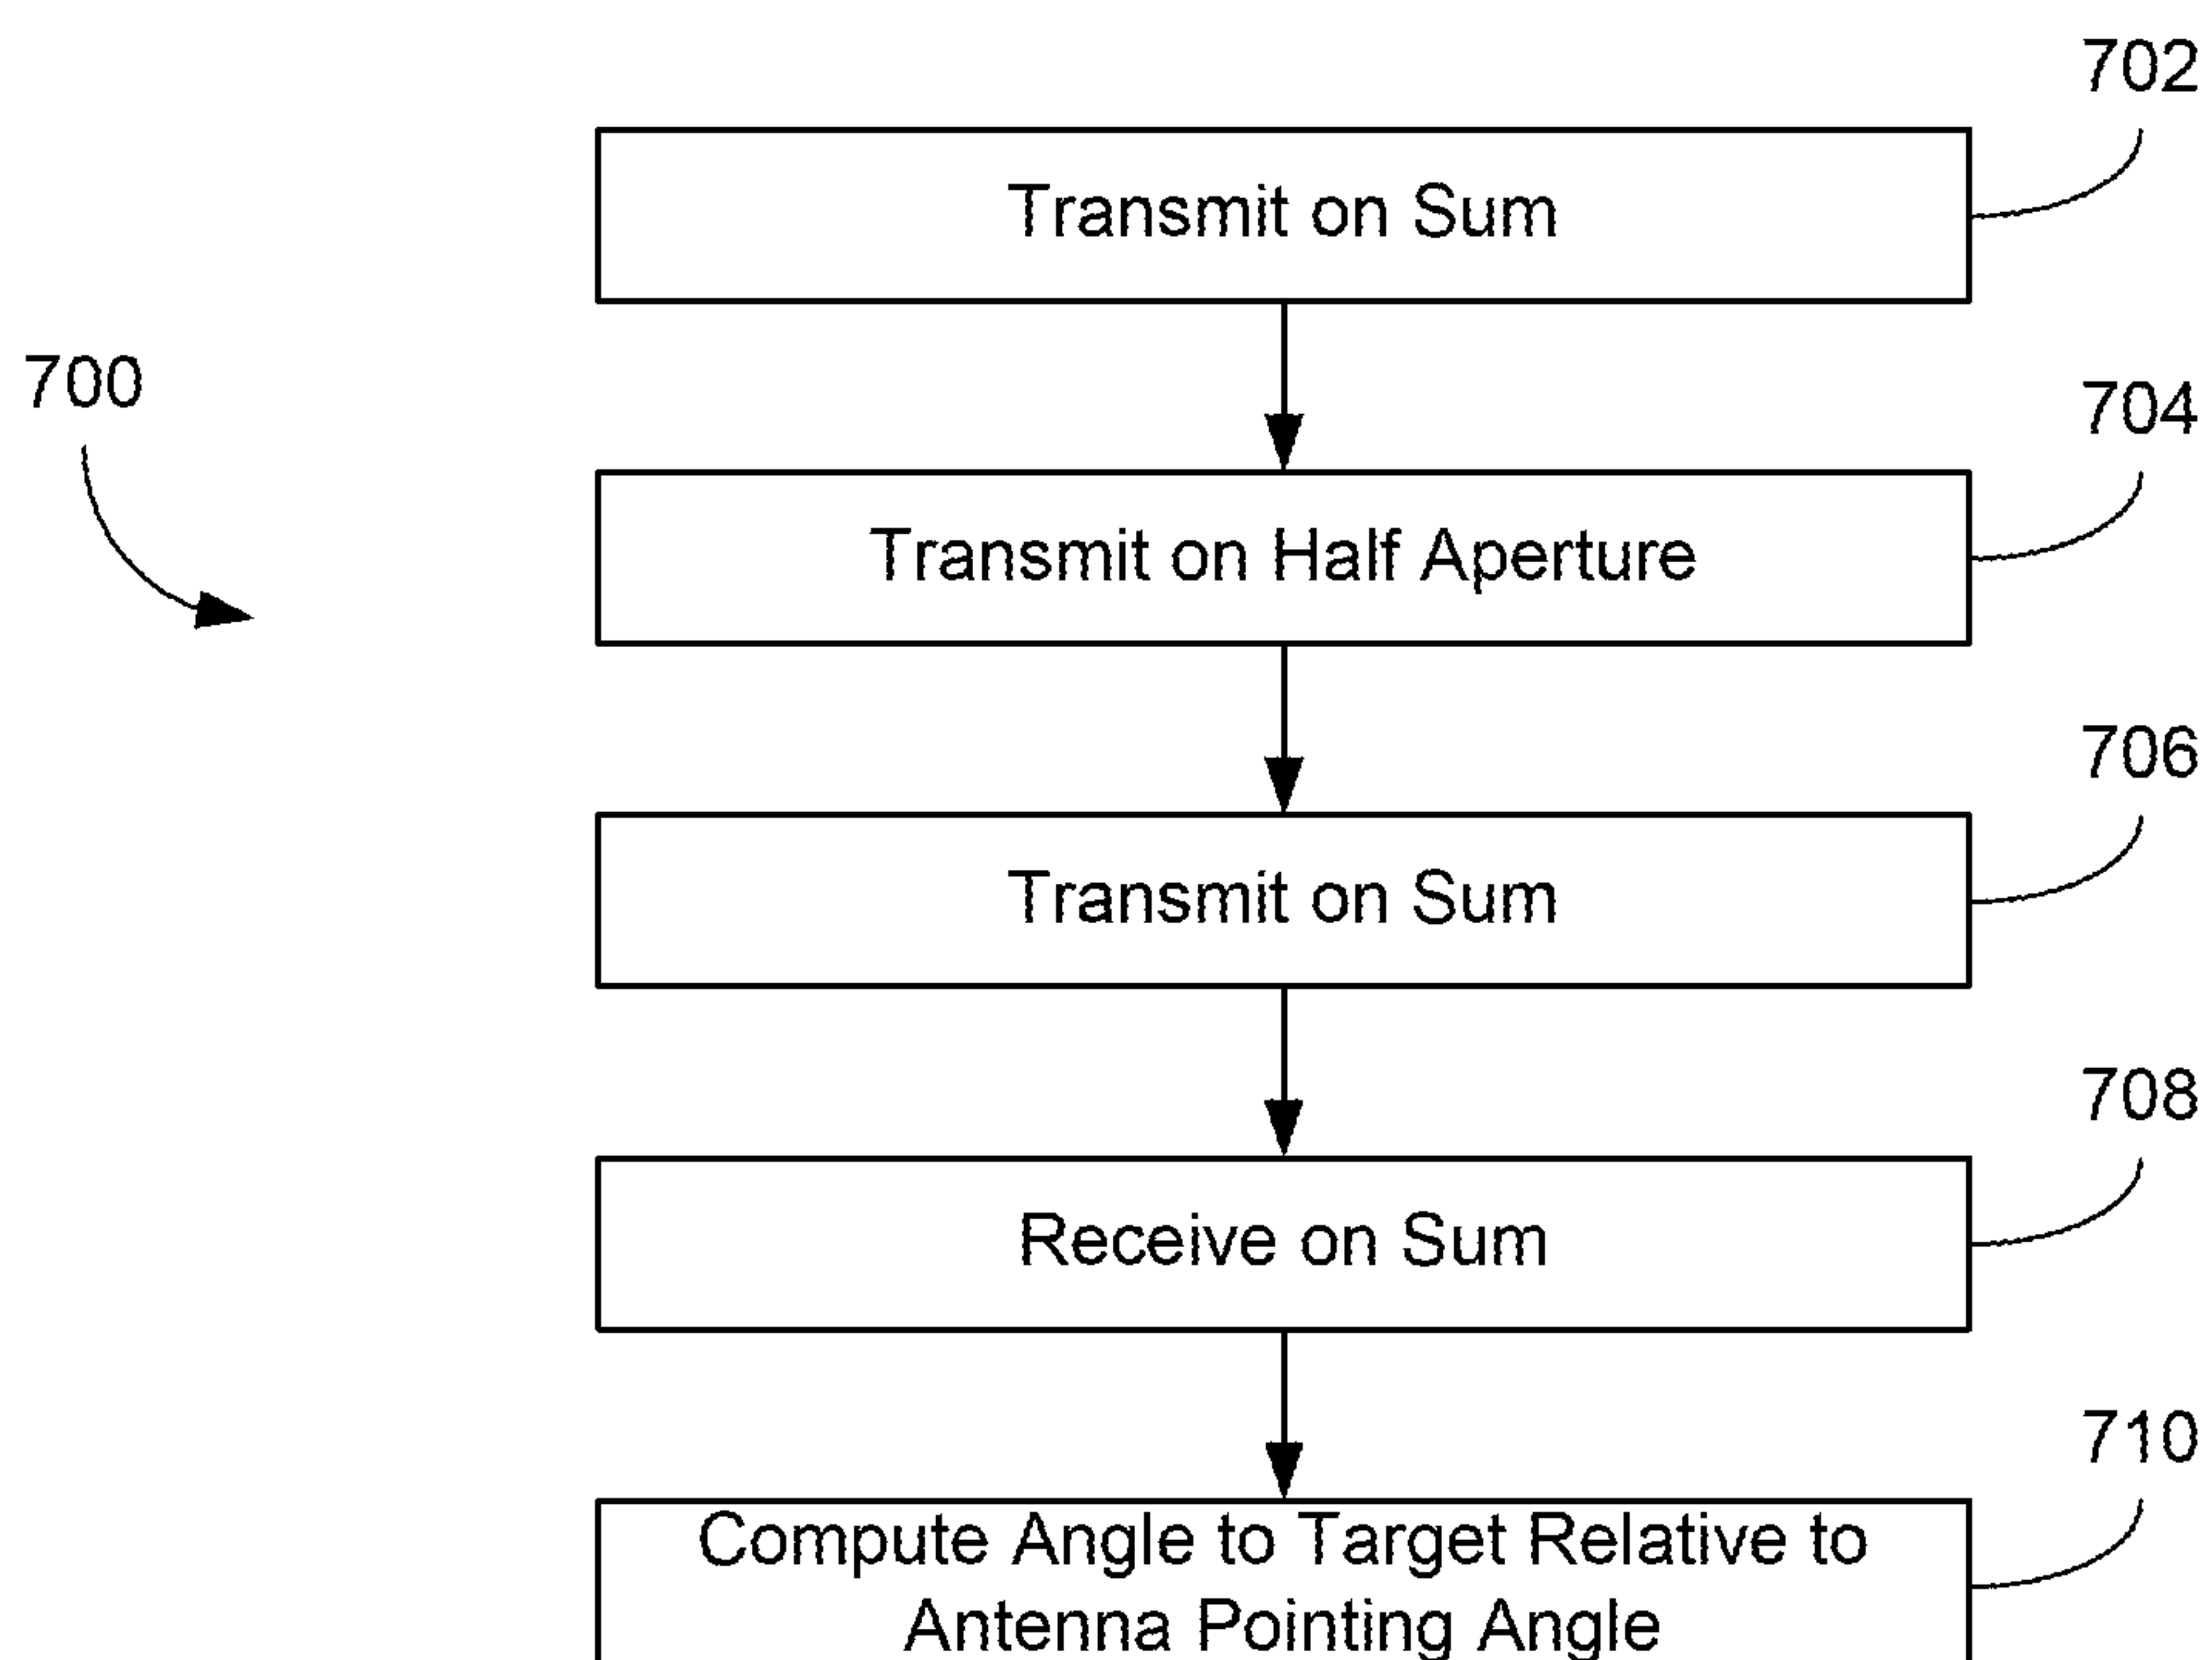 702
Transmit on Sum
700
704
Transmit on Half Aperture
706
Transmit on Sum
708
Receive on Sum
710
Compute Angle to Target Relative to
Antenna Pointing Angle